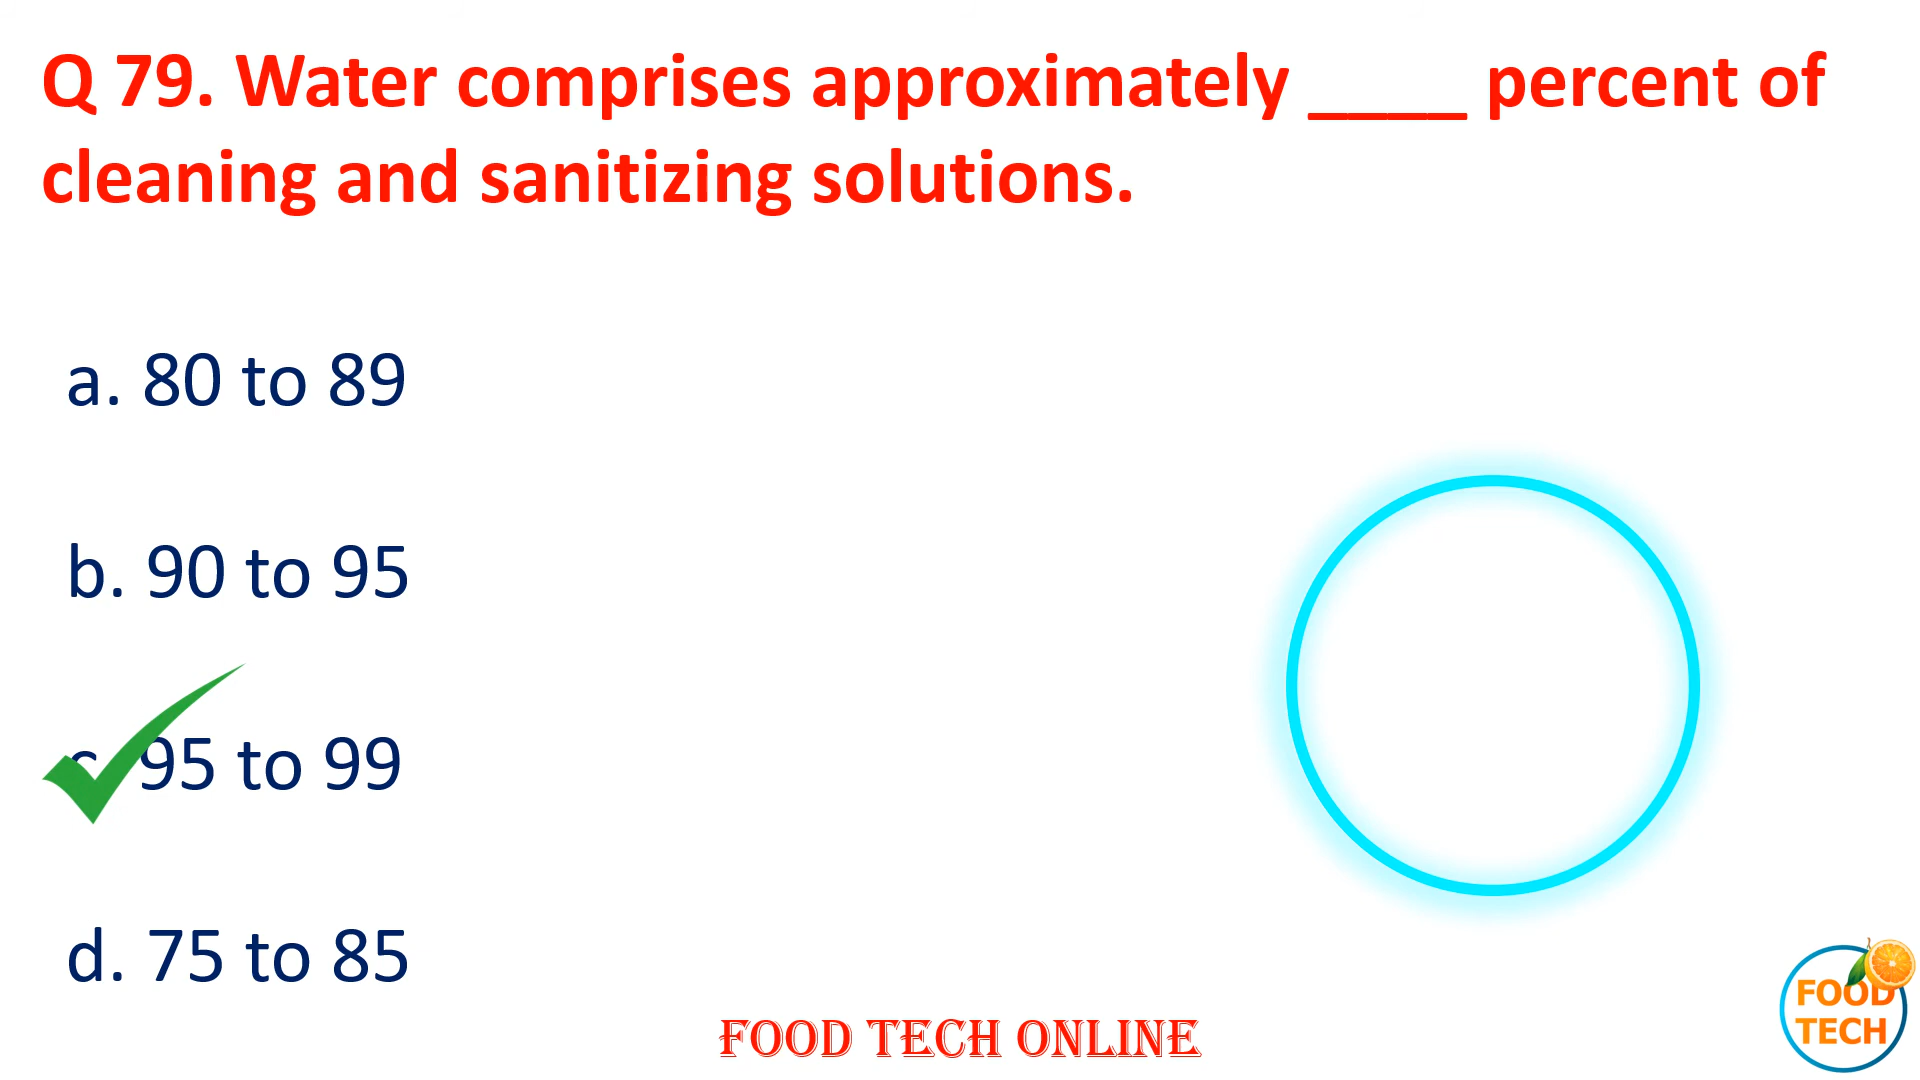 Q 79. Water comprises approximately ____ percent of
cleaning and sanitizing solutions.
a. 80 to 89
b. 90 to 95
c. 95 to 99
d. 75 to 85
FOOD TECH ONLINE
FOOD
TECH